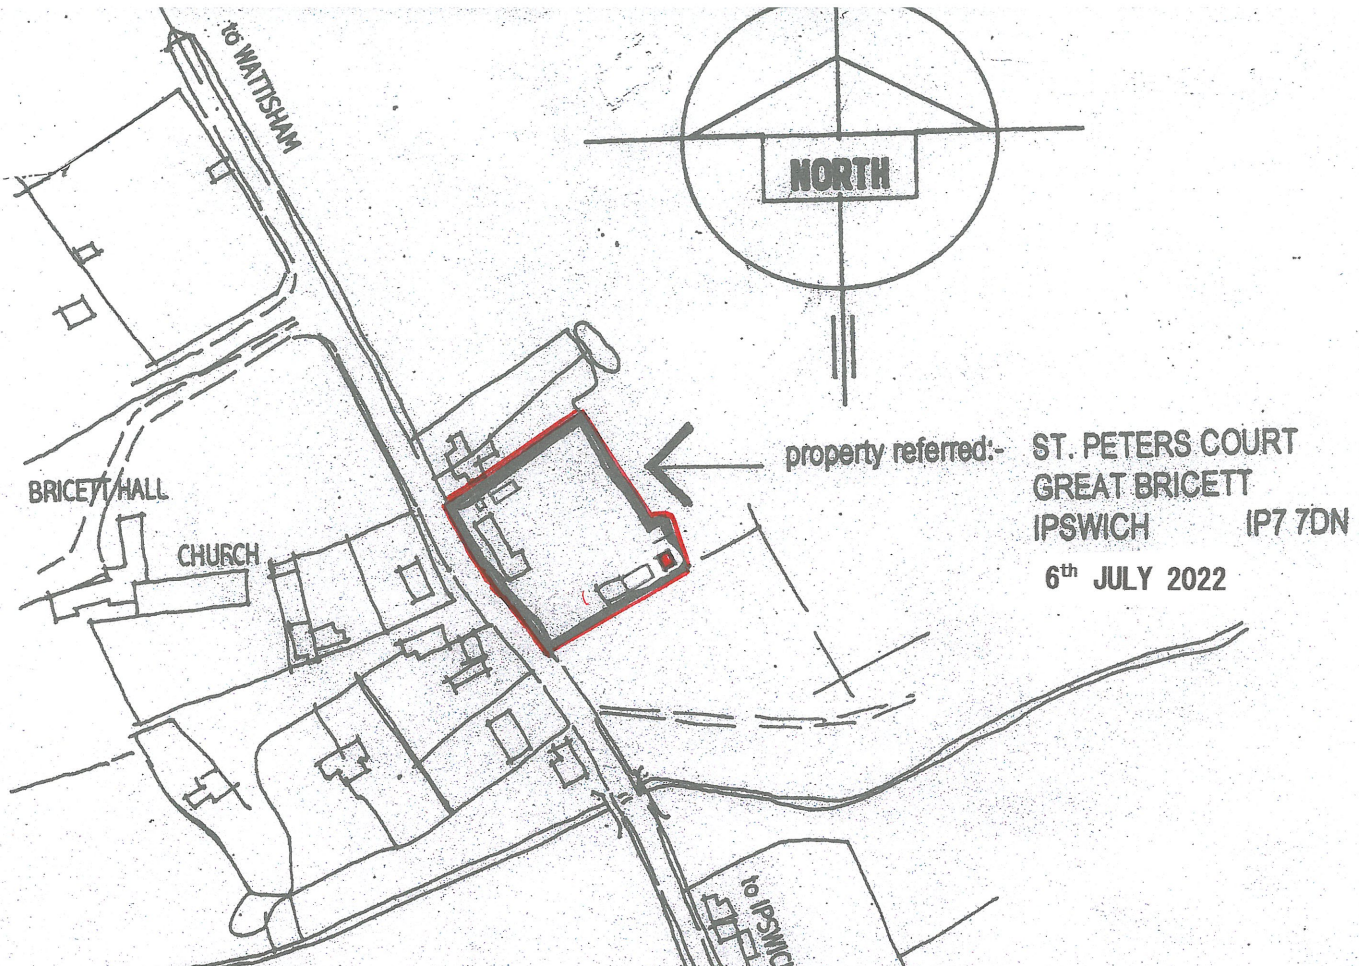 to WATTISHAM
NORTH
property referred:- ST. PETERS COURT
GREAT BRICETT
IPSWICH IP7 7DN
6th JULY 2022
BRICETT HALL
CHURCH
to IPSWICH